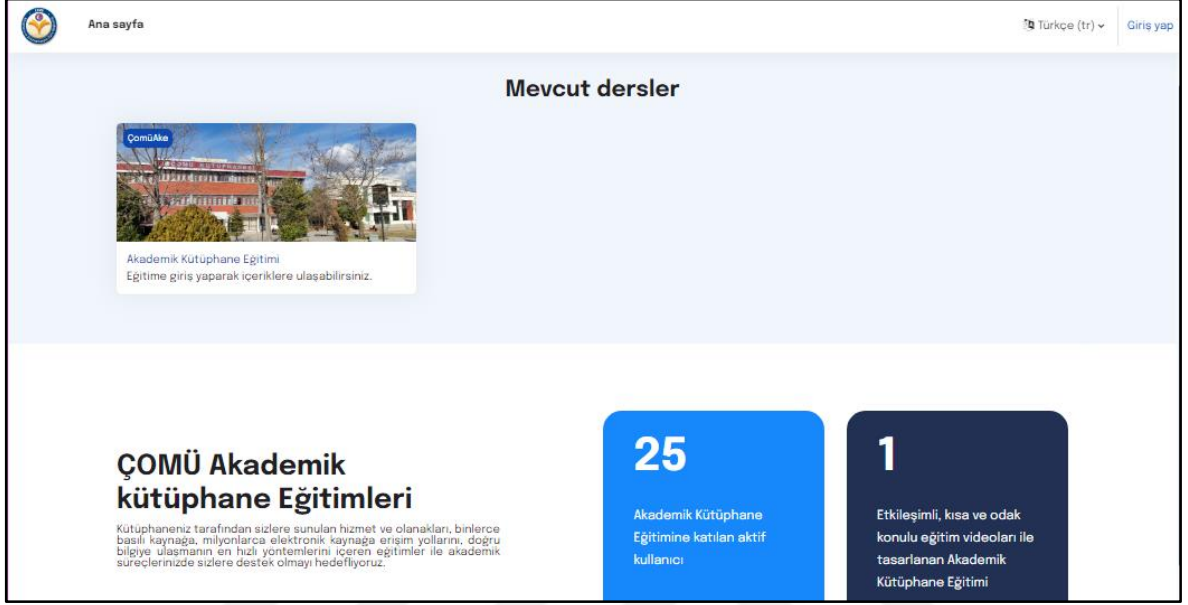 Ana sayfa
Türkçe (tr)
Giriş yap
Mevcut dersler
ÇomüAke
Akademik Kütüphane Eğitimi
Eğitime giriş yaparak içeriklere ulaşabilirsiniz.
ÇOMÜ Akademik
kütüphane Eğitimleri
Kütüphaneniz tarafından sizlere sunulan hizmet ve olanakları, binlerce
basılı kaynağa, milyonlarca elektronik kaynağa erişim yollarını, doğru
bilgiye ulaşmanın en hızlı yöntemlerini içeren eğitimler ile akademik
süreçlerinizde sizlere destek olmayı hedefliyoruz.
25
Akademik Kütüphane
Eğitimine katılan aktif
kullanıcı
1
Etkileşimli, kısa ve odak
konulu eğitim videoları ile
tasarlanan Akademik
Kütüphane Eğitimi